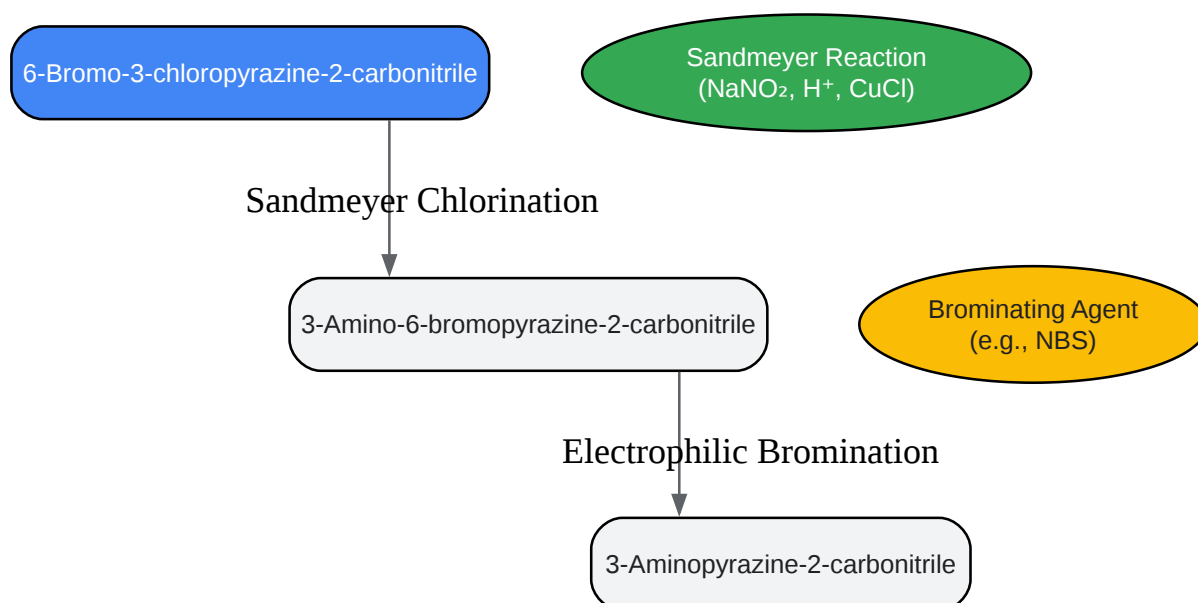 6-Bromo-3-chloropyrazine-2-carbonitrile
Sandmeyer Reaction
(NaNO₂, H⁺, CuCl)
Sandmeyer Chlorination
3-Amino-6-bromopyrazine-2-carbonitrile
Brominating Agent
(e.g., NBS)
Electrophilic Bromination
3-Aminopyrazine-2-carbonitrile